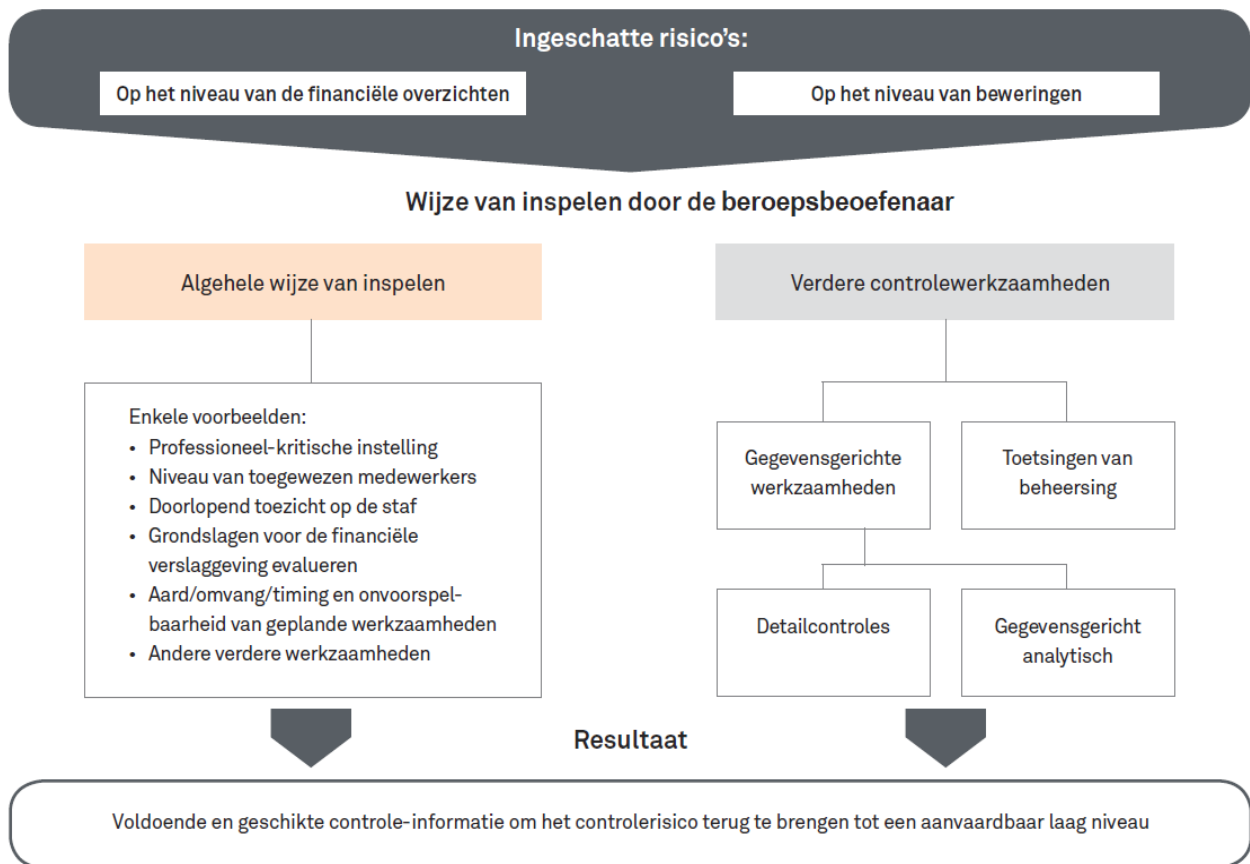 Ingeschatte risico’s:
Op het niveau van de financiële overzichten
Op het niveau van beweringen
Wijze van inspelen door de beroepsbeoefenaar
Algehele wijze van inspelen
Enkele voorbeelden:
• Professioneel-kritische instelling
• Niveau van toegewezen medewerkers
• Doorlopend toezicht op de staf
• Grondslagen voor de financiële
verslaggeving evalueren
• Aard/omvang/timing en onvoorspel-
baarheid van geplande werkzaamheden
• Andere verdere werkzaamheden
Verdere controlewerkzaamheden
Gegevensgerichte
werkzaamheden
Toetsingen van
beheersing
Detailcontroles
Gegevensgericht
analytisch
Resultaat
Voldoende en geschikte controle-informatie om het controlerisico terug te brengen tot een aanvaardbaar laag niveau